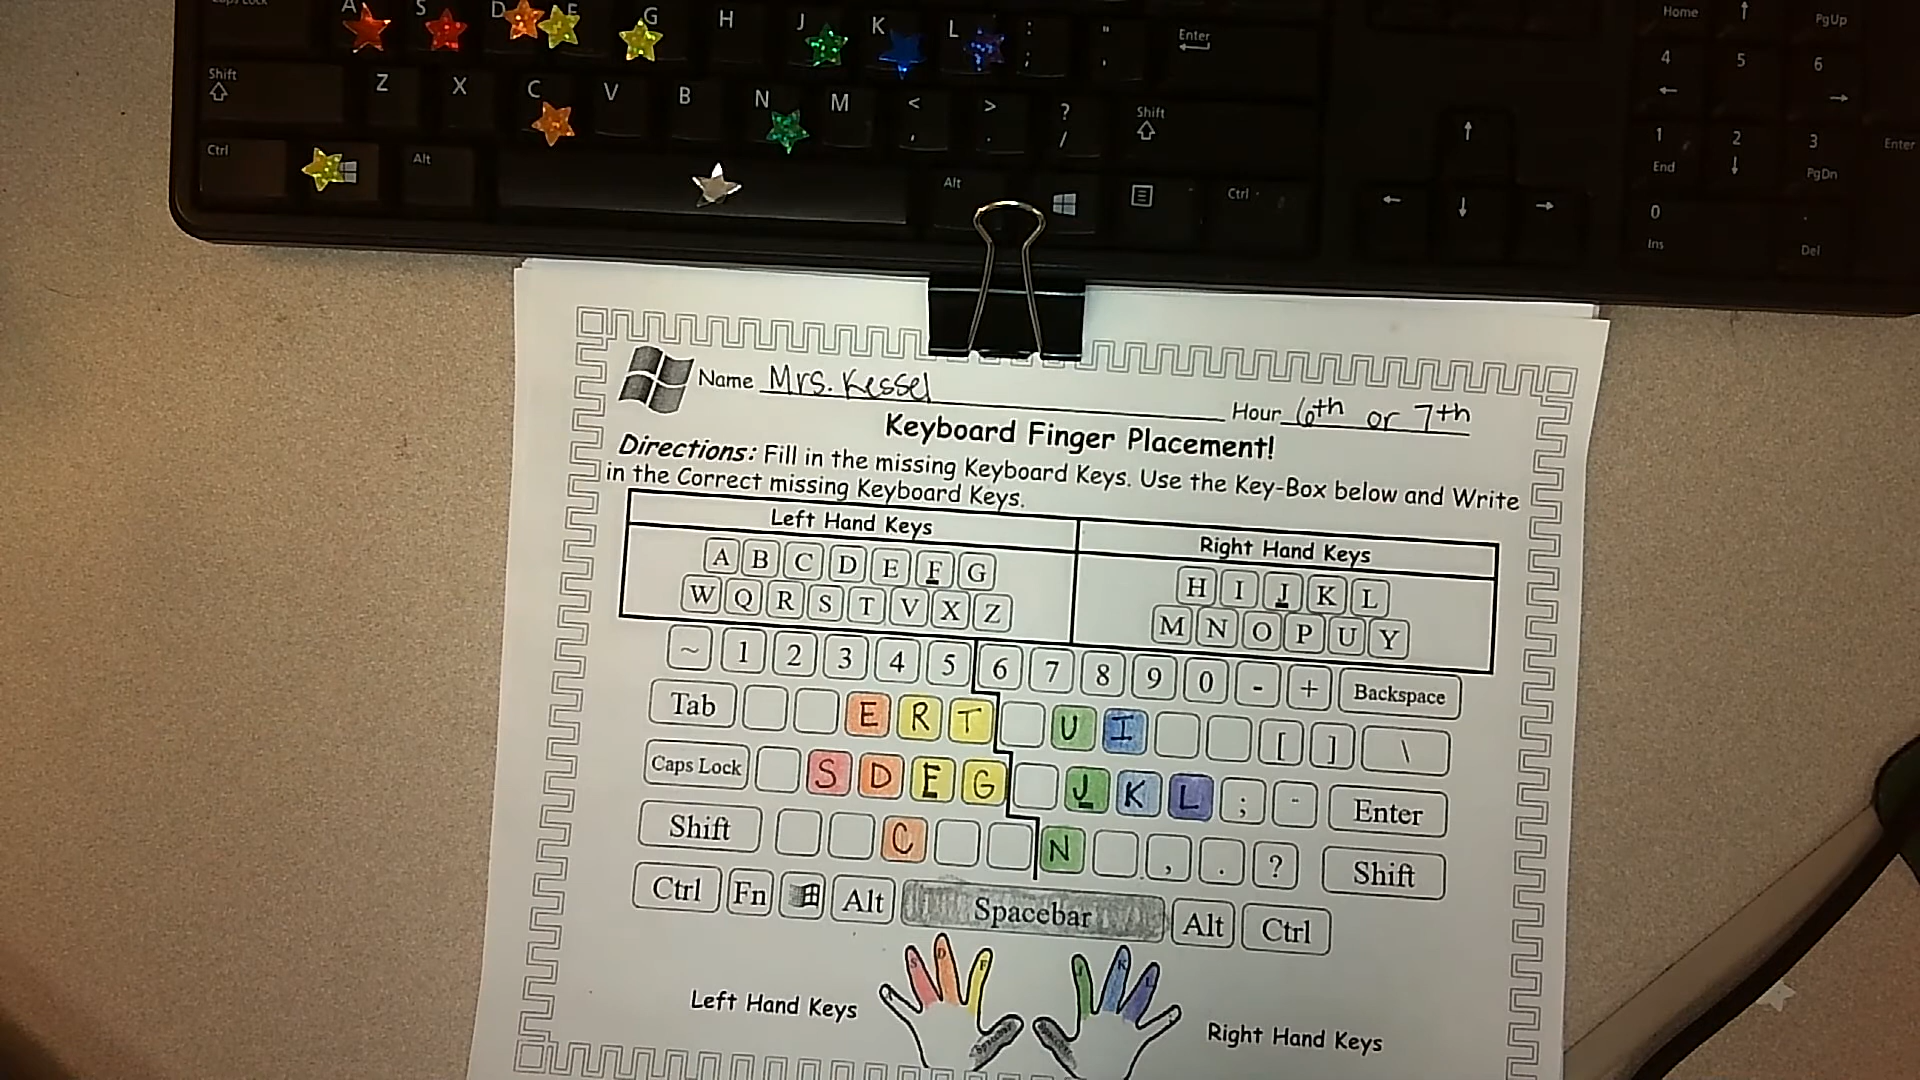 Caps Lock A S D F G H J K L : ; " ' Enter Home PgUp
4 5 6
Shift Z X C V B N M < , > . ? / Shift
1 End 2 3 PgDn Enter
Ctrl Alt Alt Ctrl
0 Ins . Del
Name Mrs. Kessel Hour 6th or 7th
Keyboard Finger Placement!
Directions: Fill in the missing Keyboard Keys. Use the Key-Box below and Write
in the Correct missing Keyboard Keys.
Left Hand Keys
A B C D E F G
W Q R S T V X Z
Right Hand Keys
H I J K L
M N O P U Y
~ 1 2 3 4 5 6 7 8 9 0 - + Backspace
Tab E R T U I [ ] \
Caps Lock S D E G J K L ; " Enter
Shift C N , . ? Shift
Ctrl Fn Alt Spacebar Alt Ctrl
S D F J K L
Left Hand Keys Spacebar Spacebar Right Hand Keys